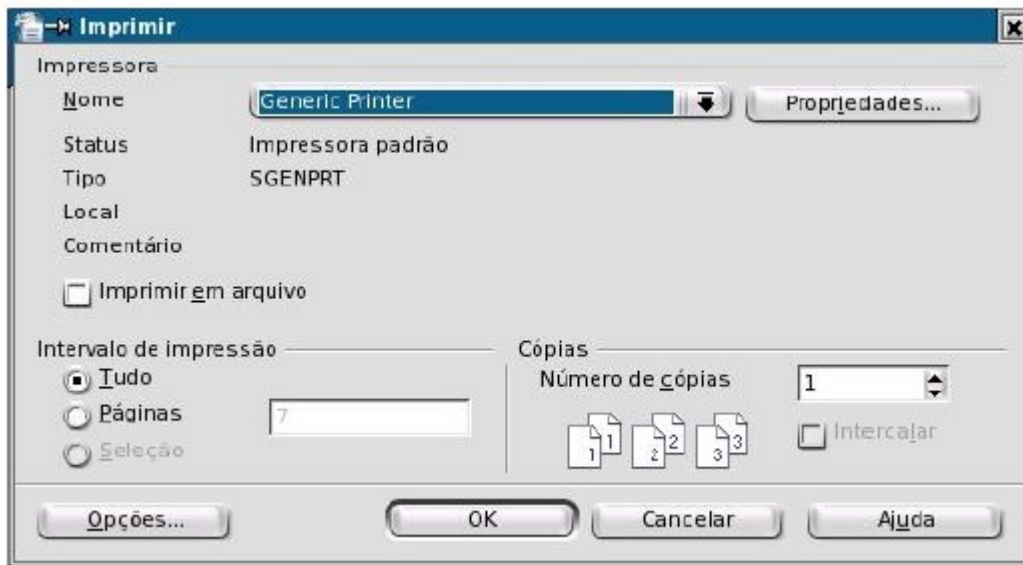 Imprimir
Impressora
Nome Generic Printer Propriedades...
Status Impressora padrão
Tipo SGENPRT
Local
Comentário
Imprimir em arquivo
Intervalo de impressão Cópias
Tudo Número de cópias 1
Páginas 7 1 1 2 2 3 3 Intercalar
Seleção
Opções... OK Cancelar Ajuda